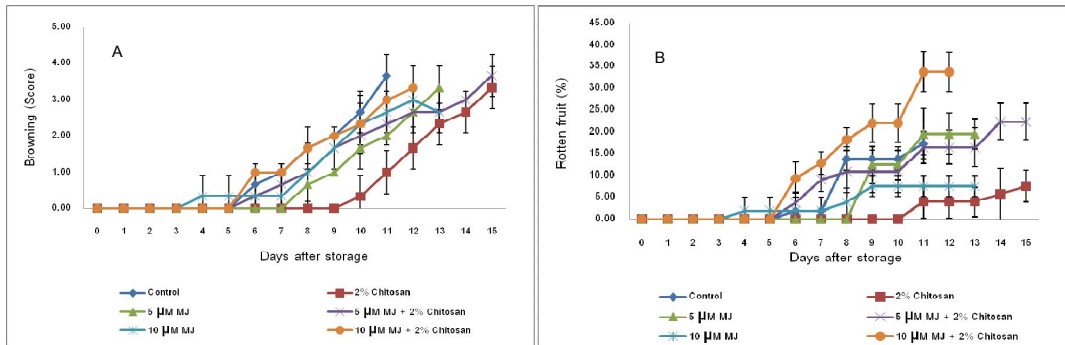 A
Browning (Score)
5.00
4.00
3.00
2.00
1.00
0.00
0 1 2 3 4 5 6 7 8 9 10 11 12 13 14 15
Days after storage
Control
2% Chitosan
5 µM MJ
5 µM MJ + 2% Chitosan
10 µM MJ
10 µM MJ + 2% Chitosan
B
Rotten fruit (%)
45.00
40.00
35.00
30.00
25.00
20.00
15.00
10.00
5.00
0.00
0 1 2 3 4 5 6 7 8 9 10 11 12 13 14 15
Days after storage
Control
2% Chitosan
5 µM MJ
5 µM MJ + 2% Chitosan
10 µM MJ
10 µM MJ + 2% Chitosan